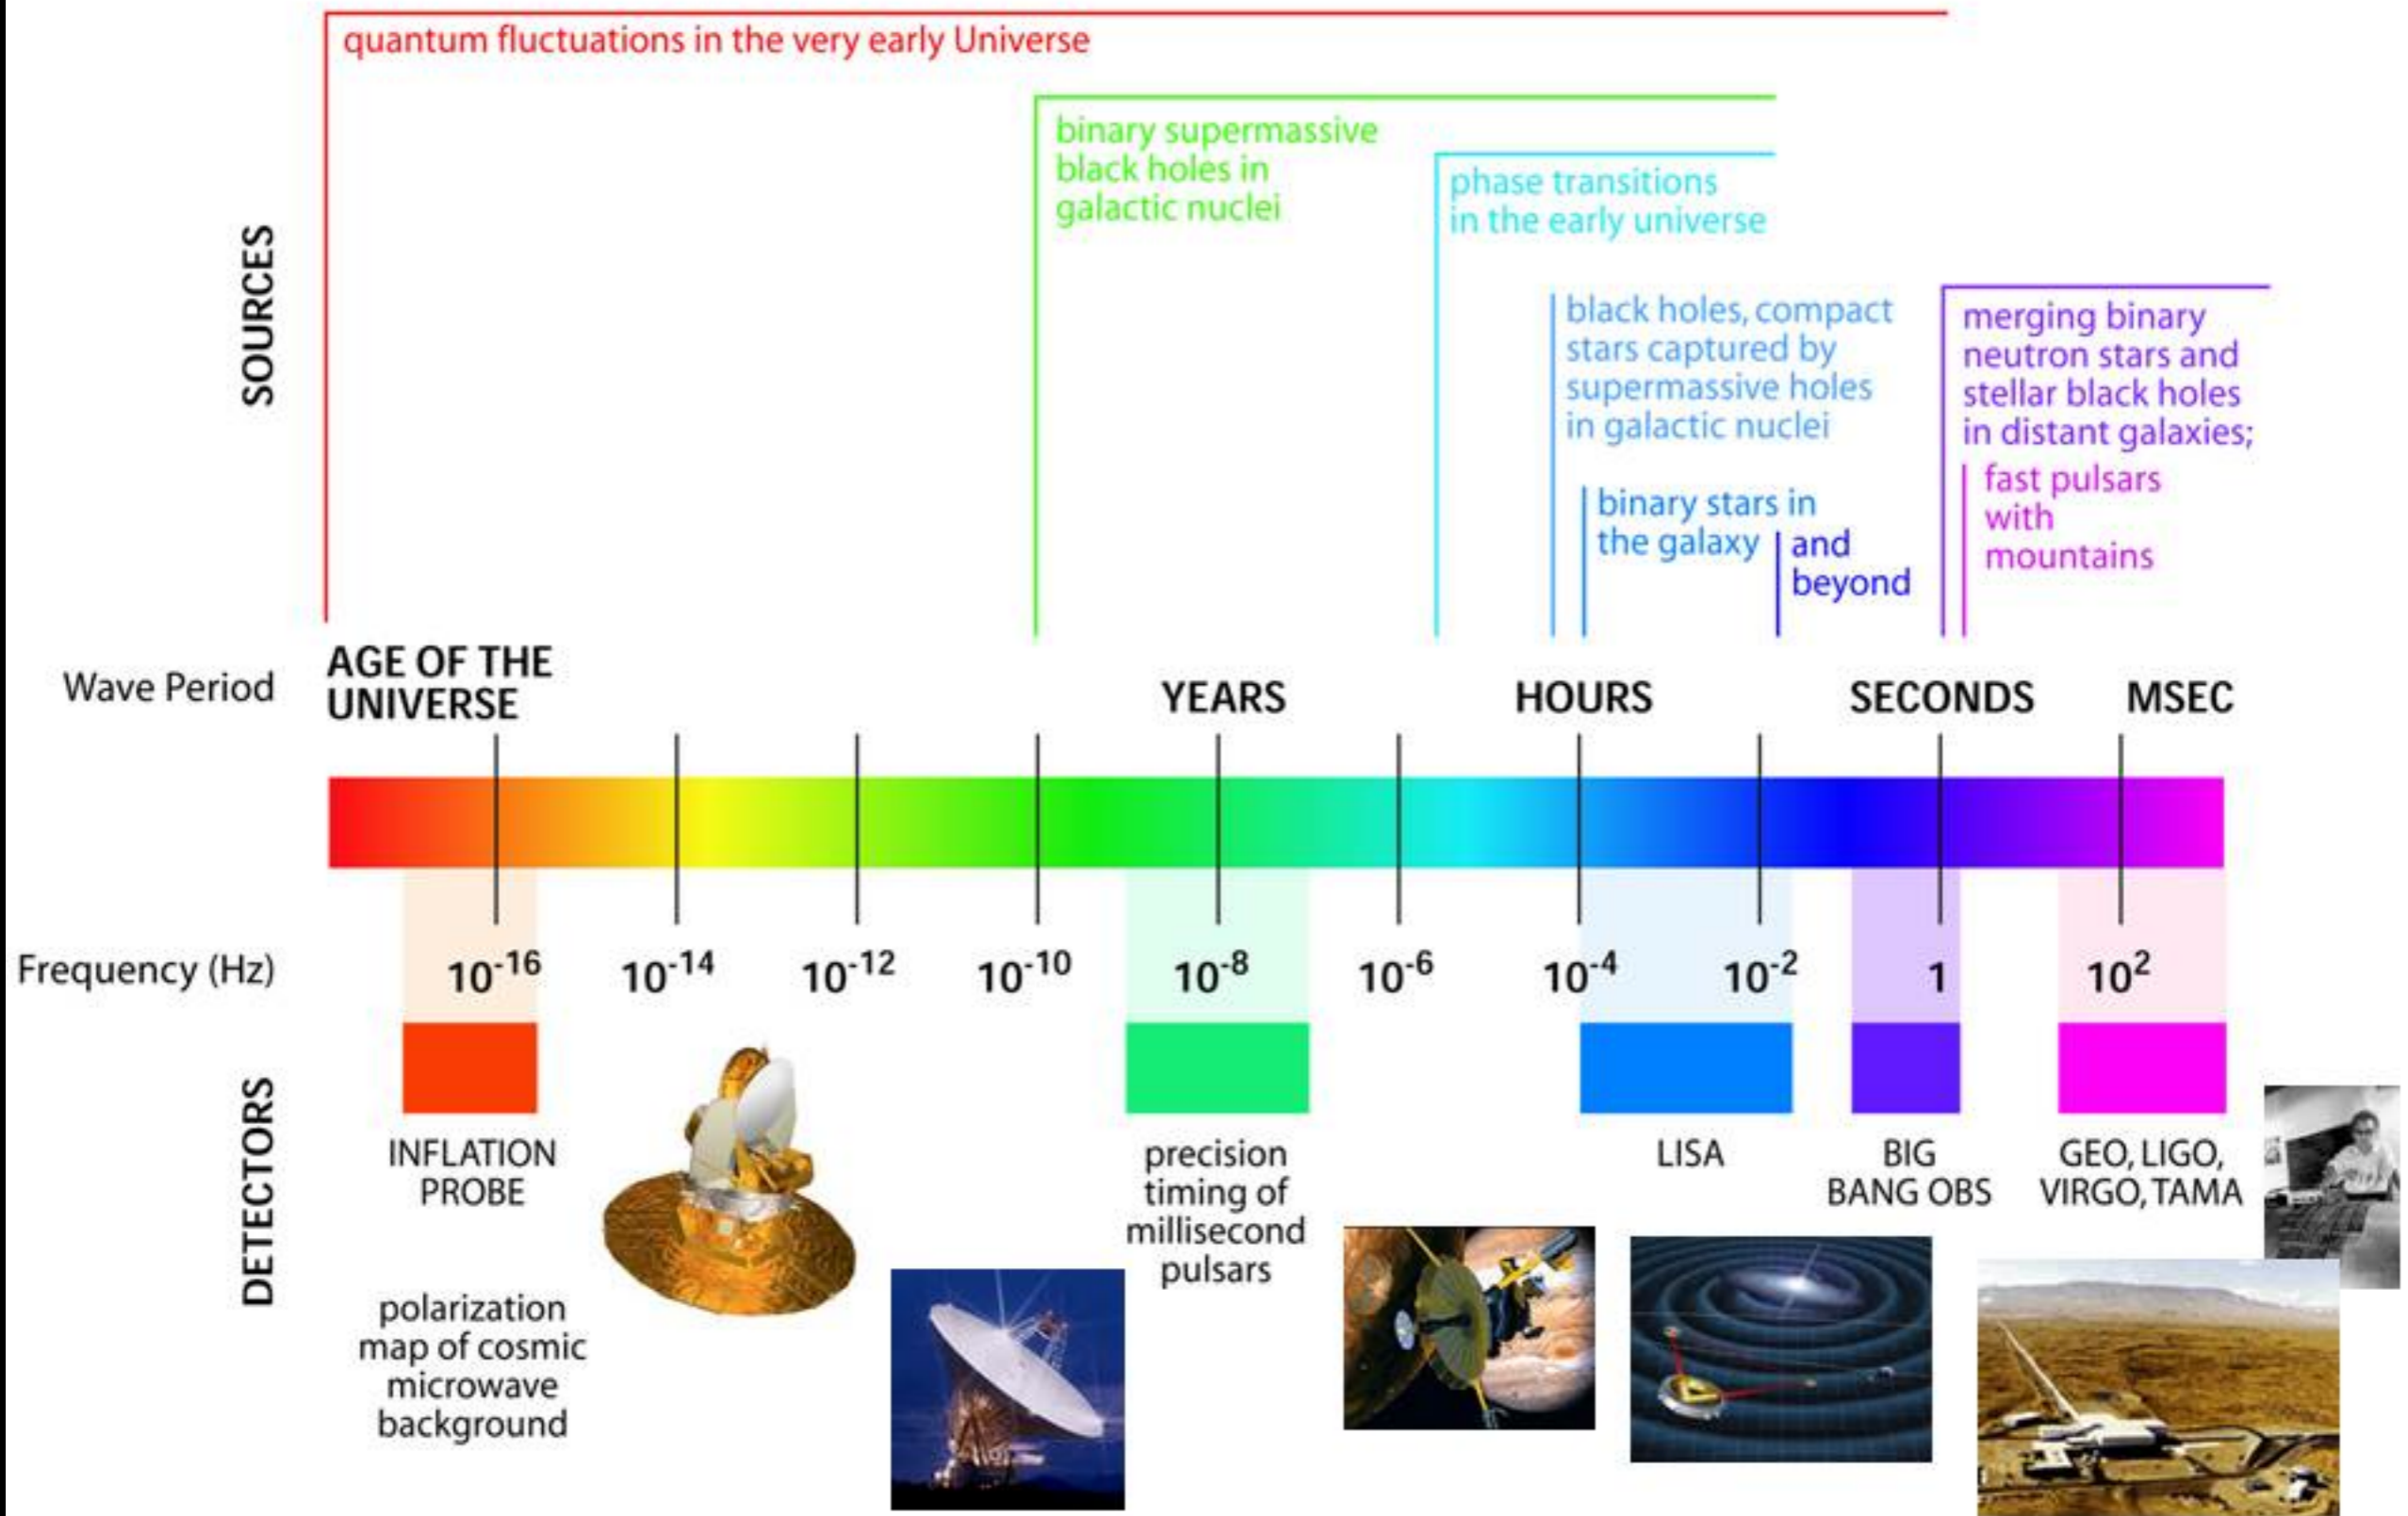 quantum fluctuations in the very early Universe
binary supermassive
black holes in
galactic nuclei
phase transitions
in the early universe
SOURCES
black holes, compact
stars captured by
supermassive holes
in galactic nuclei
merging binary
neutron stars and
stellar black holes
in distant galaxies;
fast pulsars
with
mountains
binary stars in
the galaxy
and
beyond
Wave Period
AGE OF THE
UNIVERSE
YEARS
HOURS
SECONDS
MSEC
Frequency (Hz)
10⁻¹⁶
10⁻¹⁴
10⁻¹²
10⁻¹⁰
10⁻⁸
10⁻⁶
10⁻⁴
10⁻²
1
10²
DETECTORS
INFLATION
PROBE
polarization
map of cosmic
microwave
background
precision
timing of
millisecond
pulsars
LISA
BIG
BANG OBS
GEO, LIGO,
VIRGO, TAMA